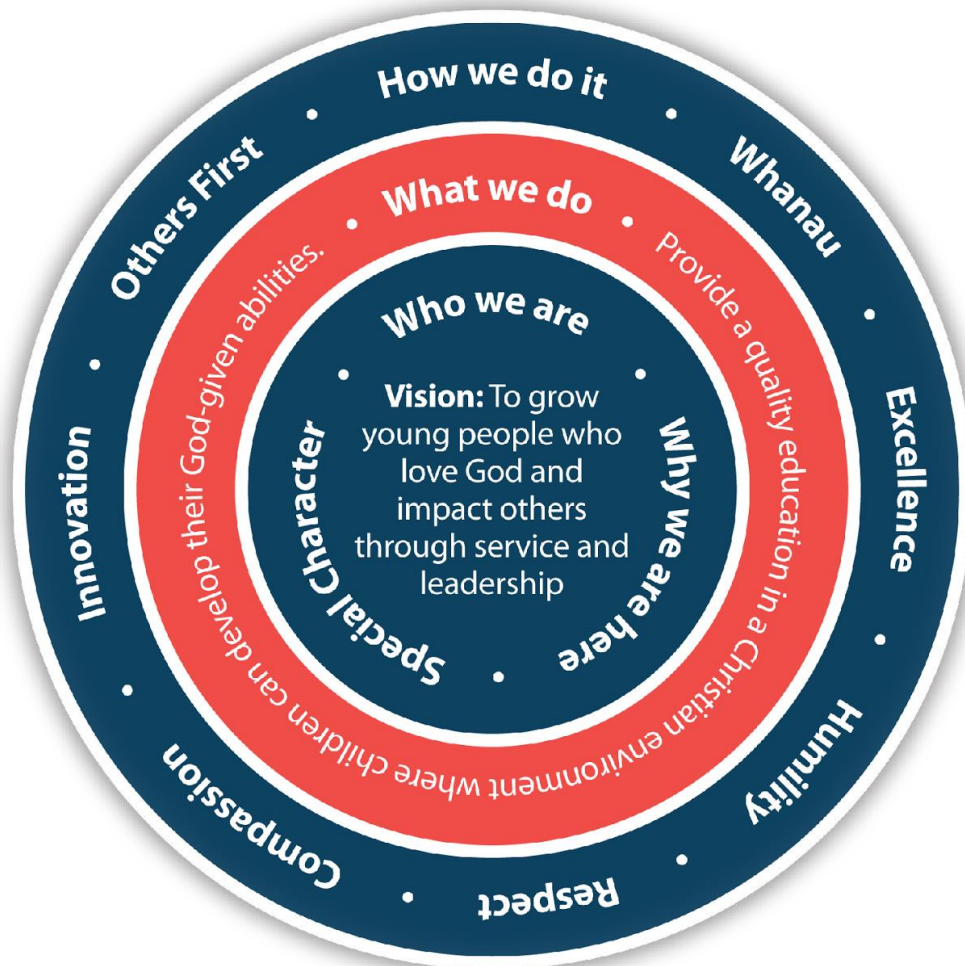 How we do it
Whanau
Excellence
Humility
Respect
Compassion
Innovation
Others First
What we do
Provide a quality education in a Christian environment where children can develop their God-given abilities.
Who we are
Why we are here
Special Character
Vision: To grow
young people who
love God and
impact others
through service and
leadership